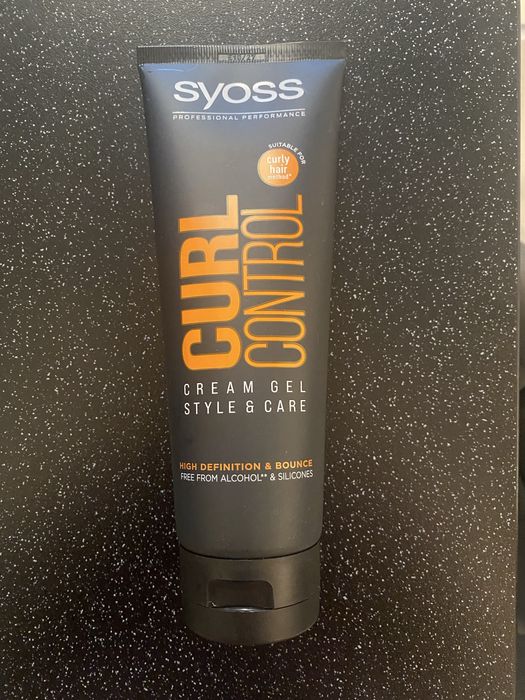 syoss
PROFESSIONAL PERFORMANCE
SUITABLE FOR
curly
hair
method*
CURL
CONTROL
CREAM GEL
STYLE & CARE
HIGH DEFINITION & BOUNCE
FREE FROM ALCOHOL** & SILICONES